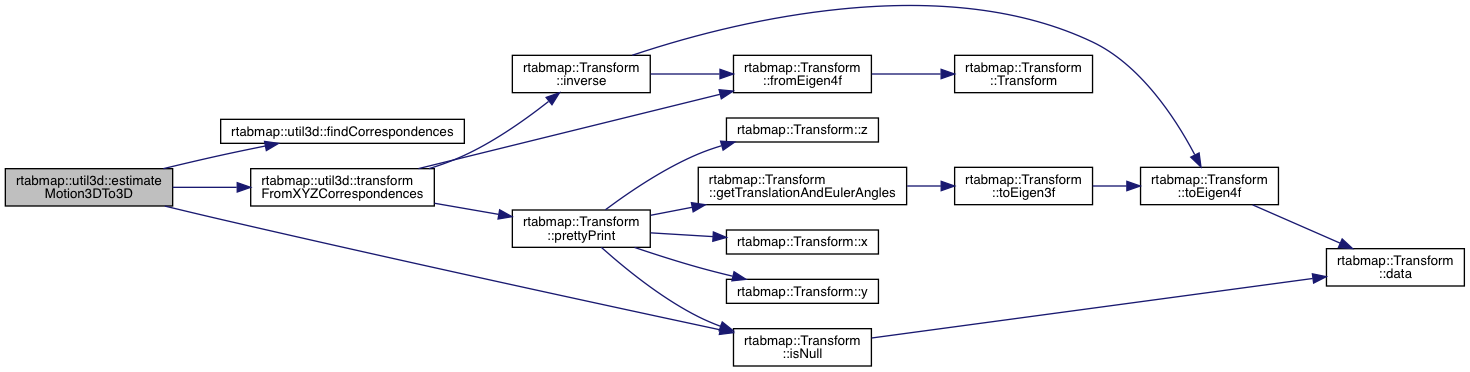 rtabmap::util3d::estimate
Motion3DTo3D
rtabmap::util3d::findCorrespondences
rtabmap::util3d::transform
FromXYZCorrespondences
rtabmap::Transform
::inverse
rtabmap::Transform
::prettyPrint
rtabmap::Transform
::fromEigen4f
rtabmap::Transform::z
rtabmap::Transform
::getTranslationAndEulerAngles
rtabmap::Transform::x
rtabmap::Transform::y
rtabmap::Transform
::isNull
rtabmap::Transform
::Transform
rtabmap::Transform
::toEigen3f
rtabmap::Transform
::toEigen4f
rtabmap::Transform
::data